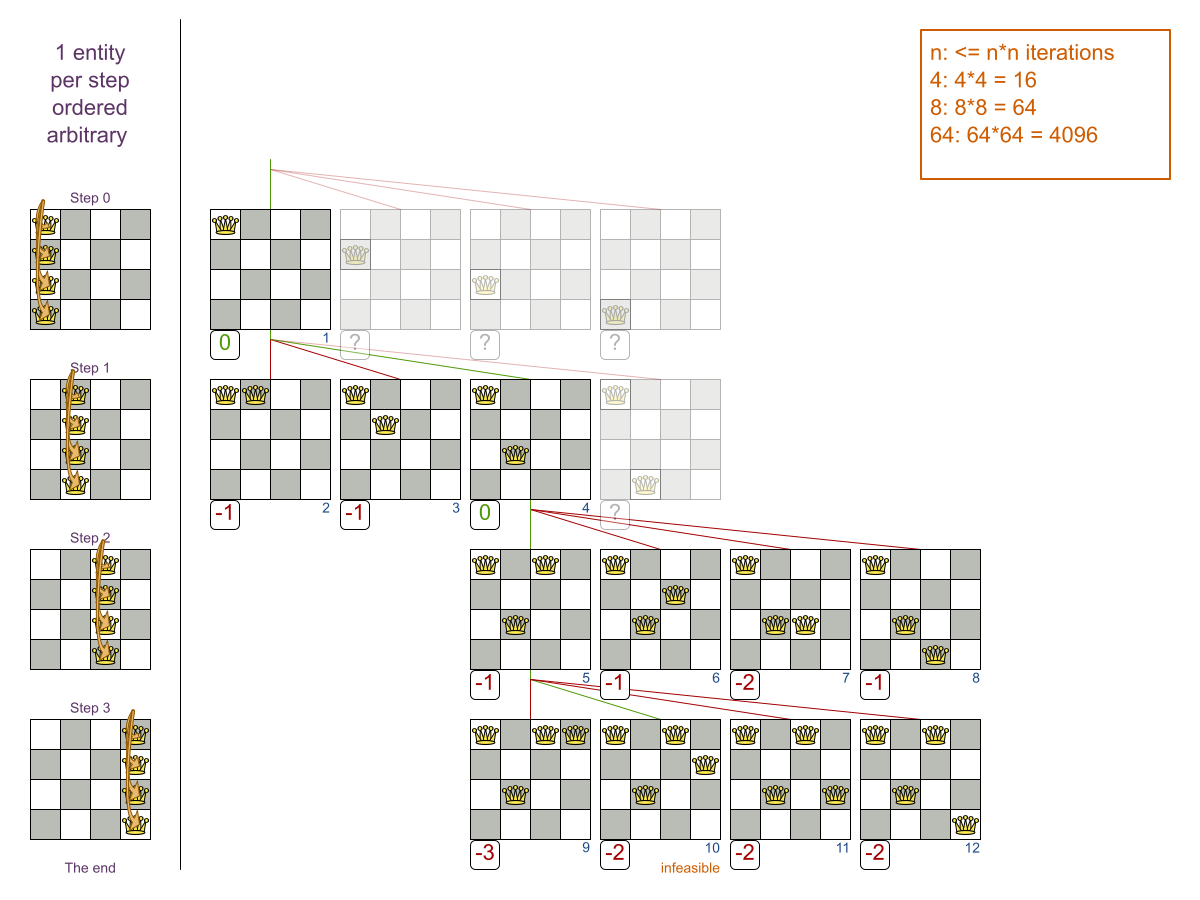 1 entity
per step
ordered
arbitrary
n: <= n*n iterations
4: 4*4 = 16
8: 8*8 = 64
64: 64*64 = 4096
Step 0
0
1
?
?
?
Step 1
-1
2
-1
3
0
4
?
Step 2
-1
5
-1
6
-2
7
-1
8
Step 3
-3
9
-2
10
-2
11
-2
12
The end
infeasible